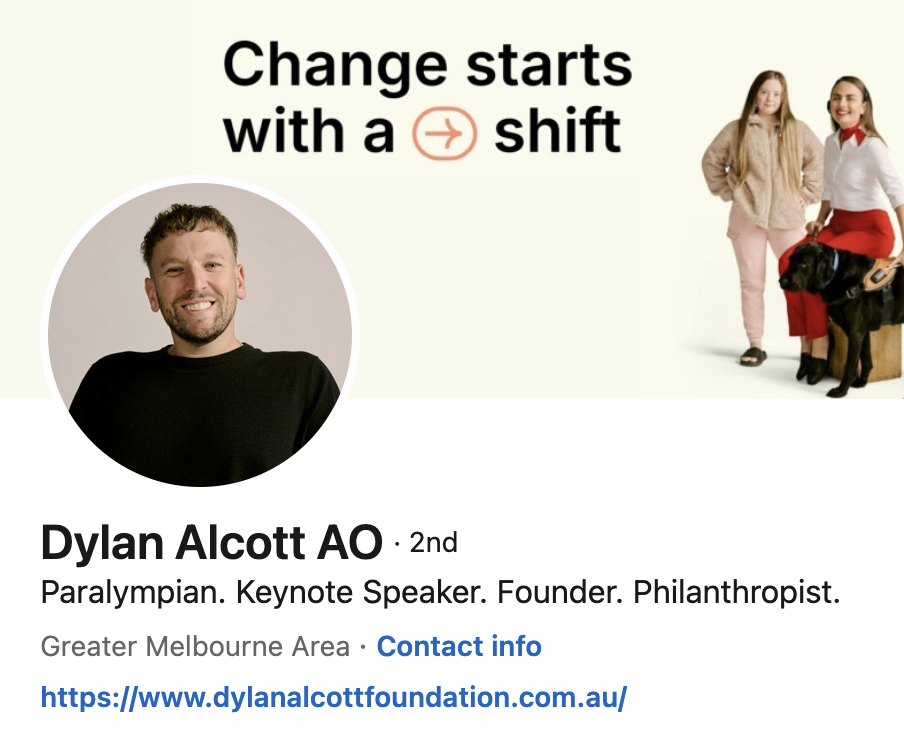 Change starts
with a shift
Dylan Alcott AO · 2nd
Paralympian. Keynote Speaker. Founder. Philanthropist.
Greater Melbourne Area · Contact info
https://www.dylanalcottfoundation.com.au/